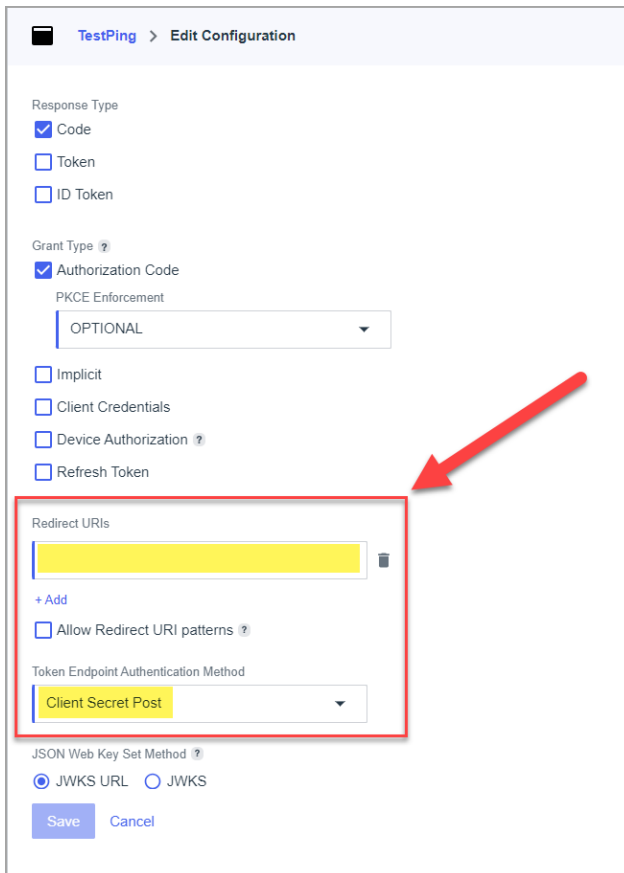 TestPing > Edit Configuration
Response Type
Code
Token
ID Token
Grant Type ?
Authorization Code
PKCE Enforcement
OPTIONAL
Implicit
Client Credentials
Device Authorization ?
Refresh Token
Redirect URIs
+ Add
Allow Redirect URI patterns ?
Token Endpoint Authentication Method
Client Secret Post
JSON Web Key Set Method ?
JWKS URL JWKS
Save Cancel